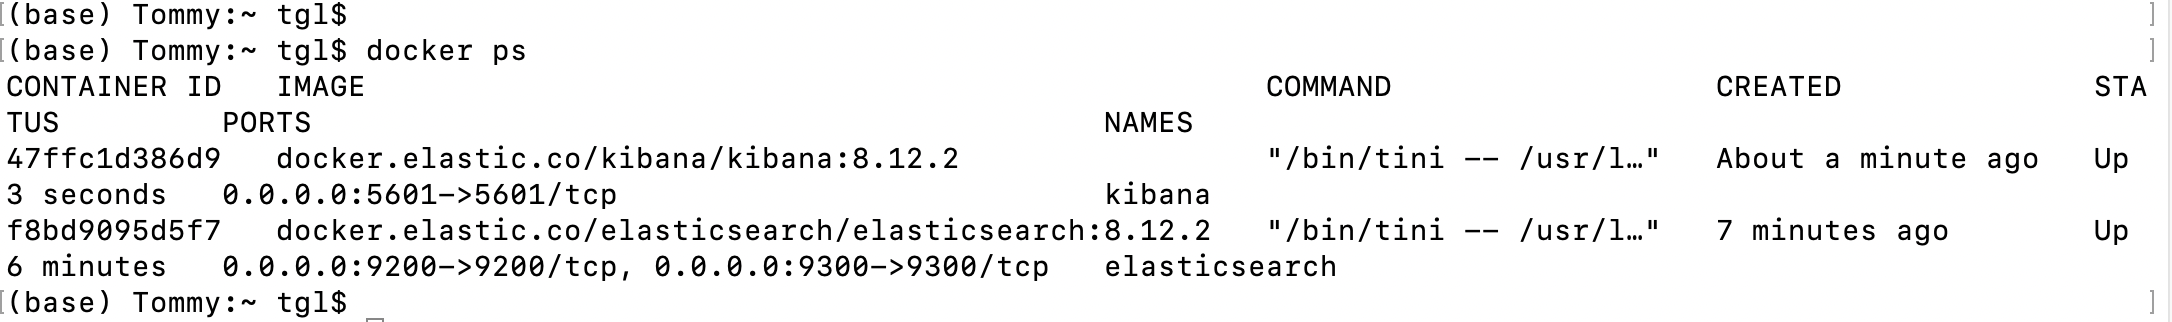 (base) Tommy:~ tgl$
(base) Tommy:~ tgl$ docker ps
CONTAINER ID   IMAGE                                                  COMMAND                  CREATED              STA
TUS         PORTS                                            NAMES
47ffc1d386d9   docker.elastic.co/kibana/kibana:8.12.2                 "/bin/tini -- /usr/l…"   About a minute ago   Up
3 seconds   0.0.0.0:5601->5601/tcp                           kibana
f8bd9095d5f7   docker.elastic.co/elasticsearch/elasticsearch:8.12.2   "/bin/tini -- /usr/l…"   7 minutes ago        Up
6 minutes   0.0.0.0:9200->9200/tcp, 0.0.0.0:9300->9300/tcp   elasticsearch
(base) Tommy:~ tgl$